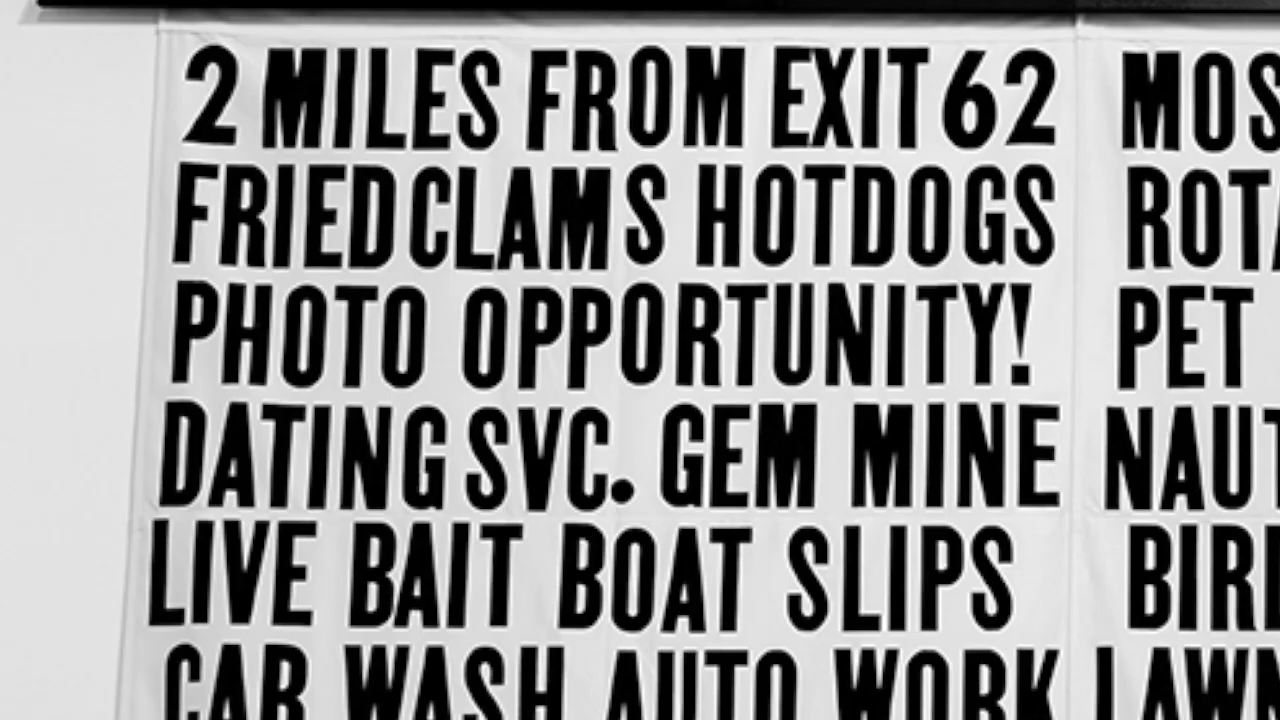 2 MILES FROM EXIT 62
FRIED CLAMS HOTDOGS
PHOTO OPPORTUNITY!
DATING SVC. GEM MINE
LIVE BAIT BOAT SLIPS
CAR WASH AUTO WORK
PET